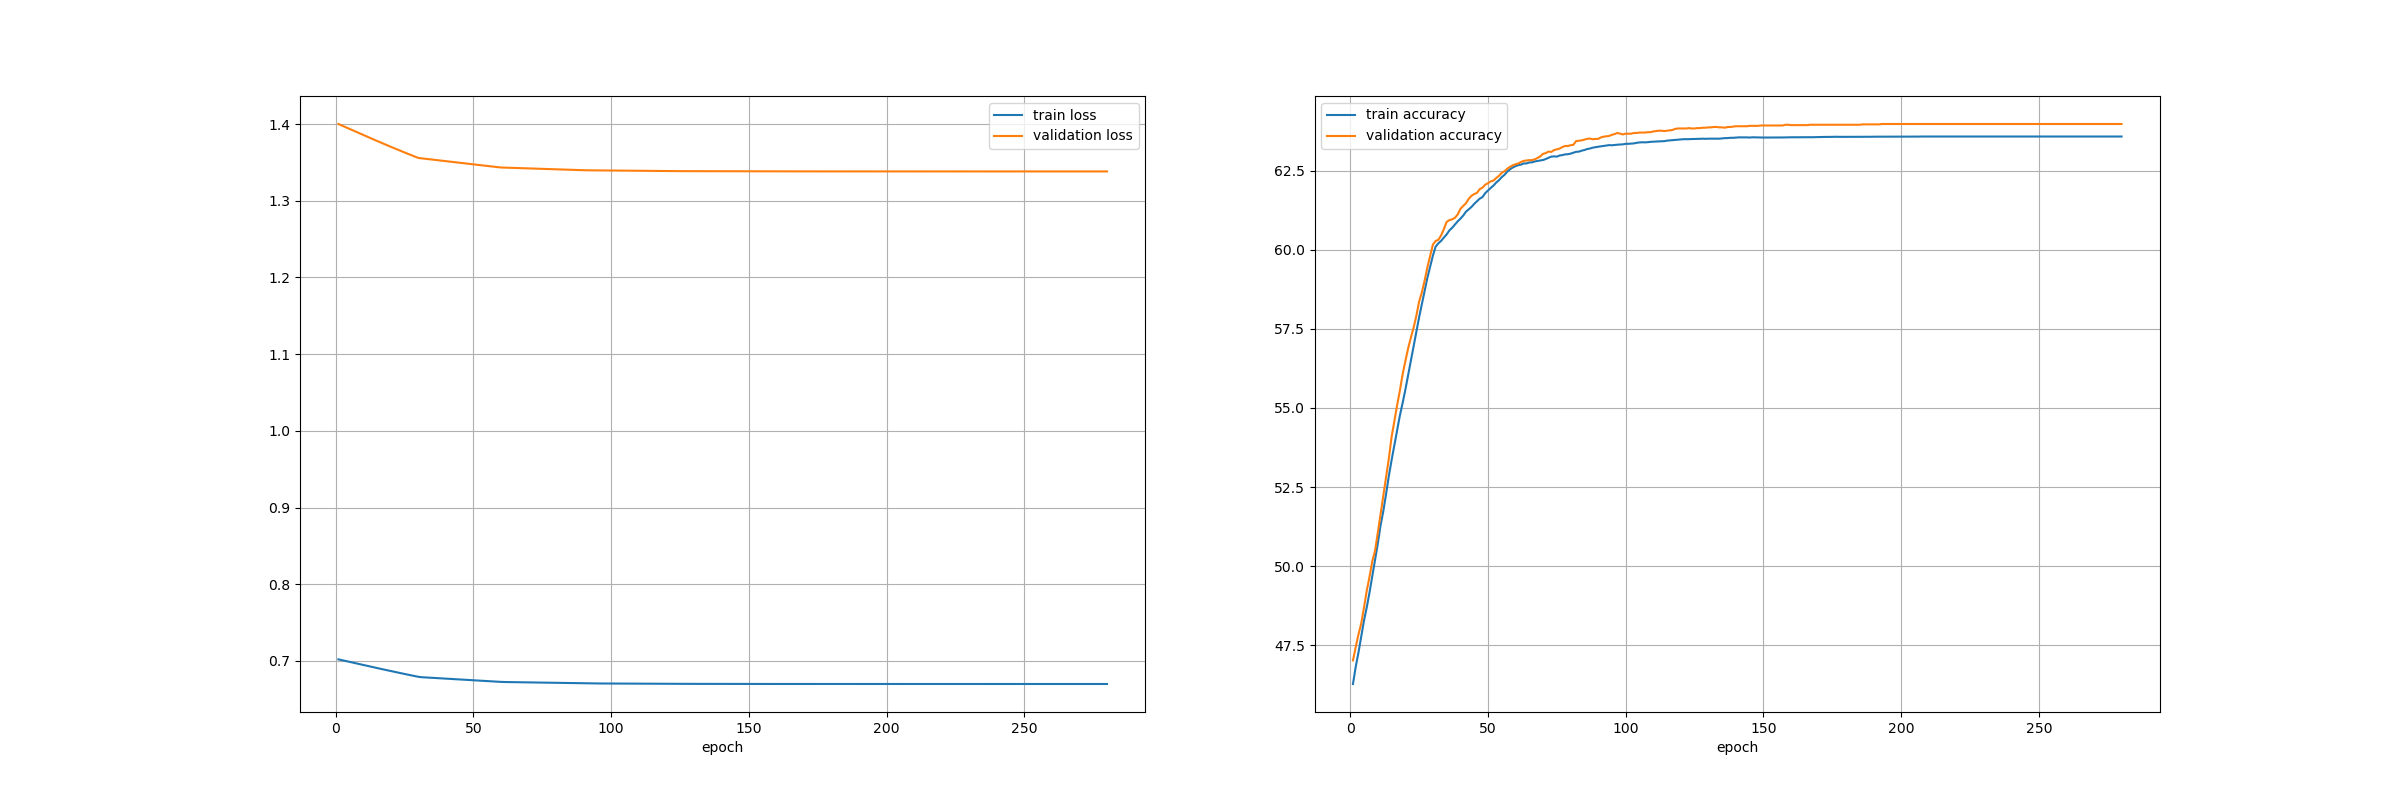 train loss
validation loss
1.4
1.3
1.2
1.1
1.0
0.9
0.8
0.7
0 50 100 150 200 250
epoch
train accuracy
validation accuracy
62.5
60.0
57.5
55.0
52.5
50.0
47.5
0 50 100 150 200 250
epoch